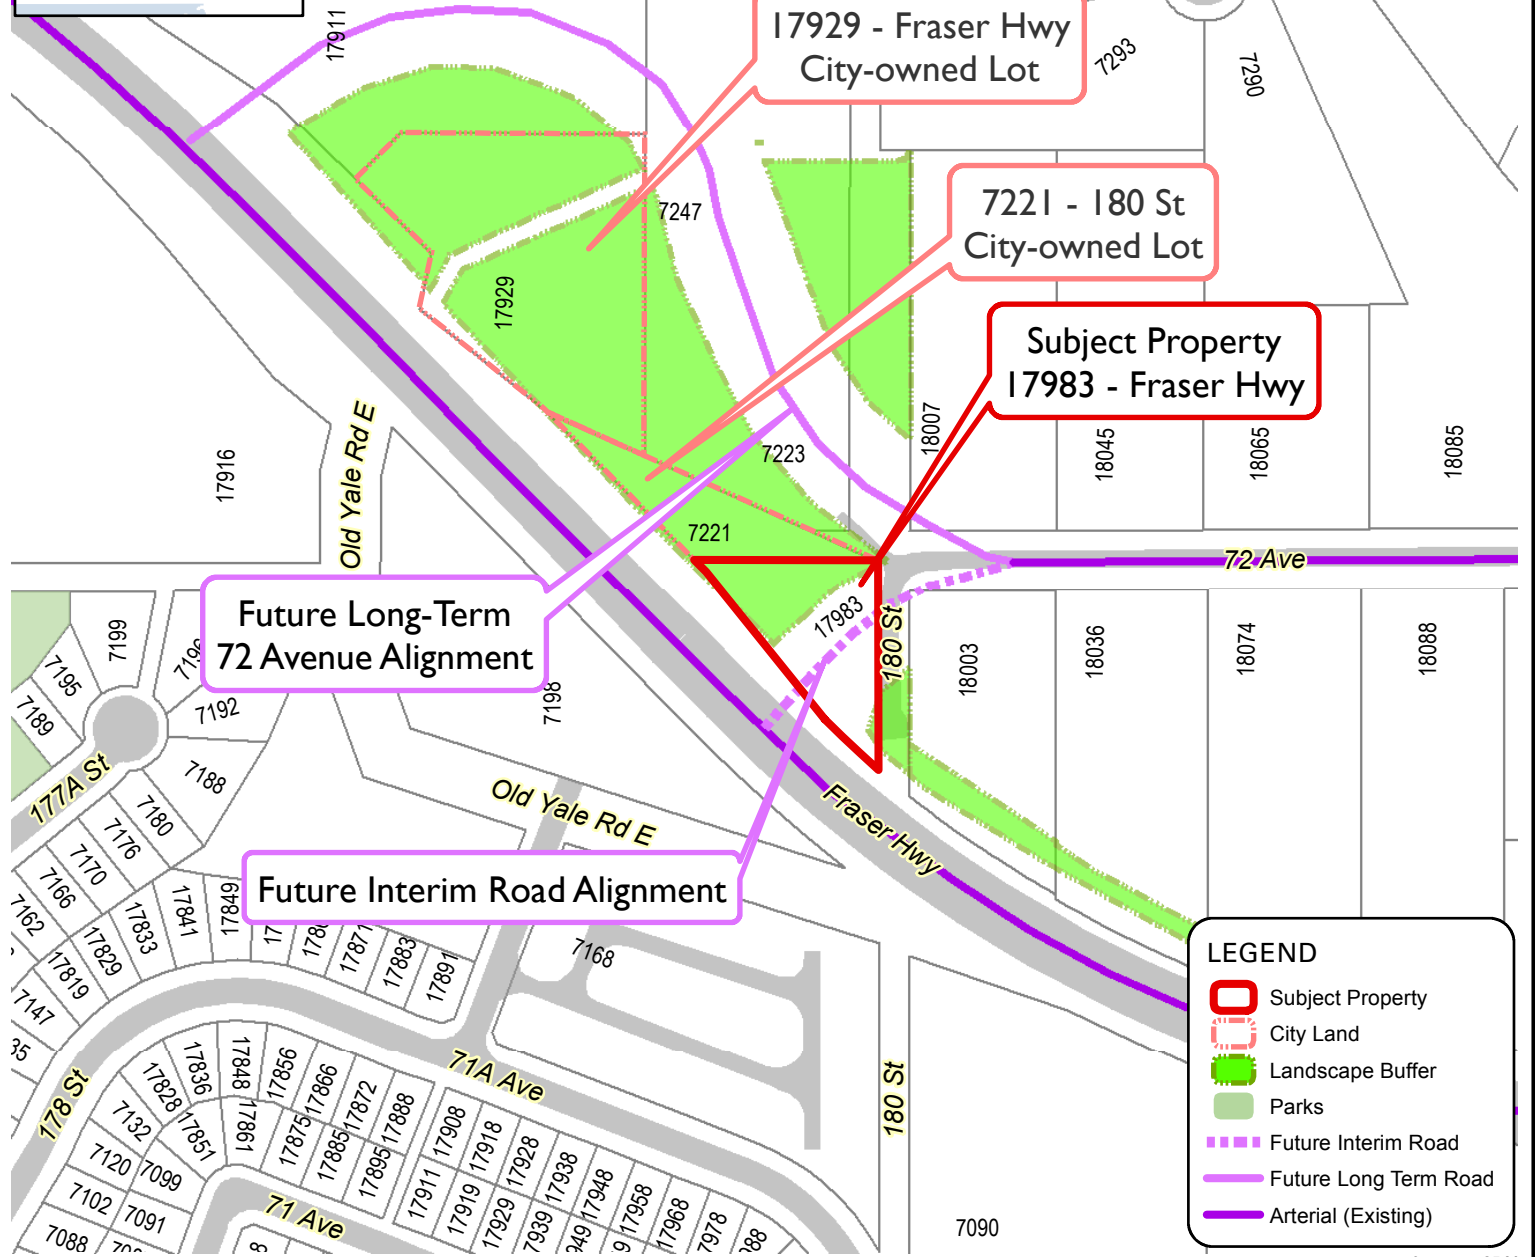 17911
17929 - Fraser Hwy
City-owned Lot
7293
7290
7221 - 180 St
City-owned Lot
7247
17929
Subject Property
17983 - Fraser Hwy
18007
18045
18065
18085
7223
17916
Old Yale Rd E
7221
72 Ave
Future Long-Term
72 Avenue Alignment
17983
180 St
18003
18036
18074
18088
7199
7195
7189
7192
7198
7188
177A St
7180
7176
7170
7166
7162
Old Yale Rd E
Fraser Hwy
Future Interim Road Alignment
17849
17841
17833
17829
17819
7147
17871
17883
17891
7168
LEGEND
Subject Property
City Land
Landscape Buffer
Parks
Future Interim Road
Future Long Term Road
Arterial (Existing)
178 St
71A Ave
180 St
17828
17836
17848
17856
17866
17872
17888
17908
17918
17928
17938
17948
17958
17968
7132
17851
17861
17875
17885
17895
17911
17919
17929
7120
7099
7102
7091
7088
71 Ave
7090